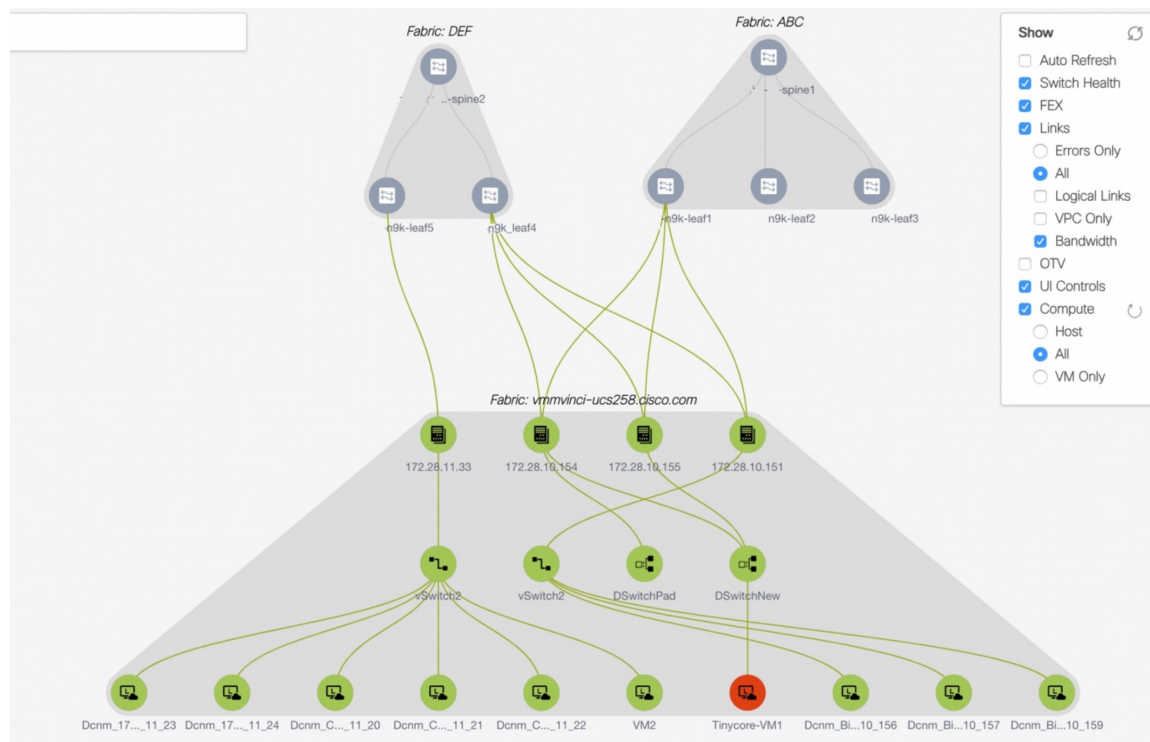 Fabric: DEF
Fabric: ABC
..-spine2
-spine1
-n9k-leaf5
n9k_leaf4
-n9k-leaf1
n9k-leaf2
n9k-leaf3
Show
Auto Refresh
Switch Health
FEX
Links
Errors Only
All
Logical Links
VPC Only
Bandwidth
OTV
UI Controls
Compute
Host
All
VM Only
Fabric: vmmvinci-ucs258.cisco.com
172.28.11.33
172.28.10.154
172.28.10.155
172.28.10.151
vSwitch2
vSwitch2
DSwitchPad
DSwitchNew
Dcnm_17..._11_23
Dcnm_17..._11_24
Dcnm_C..._11_20
Dcnm_C..._11_21
Dcnm_C..._11_22
VM2
Tinycore-VM1
Dcnm_Bi...10_156
Dcnm_Bi...10_157
Dcnm_Bi...10_159